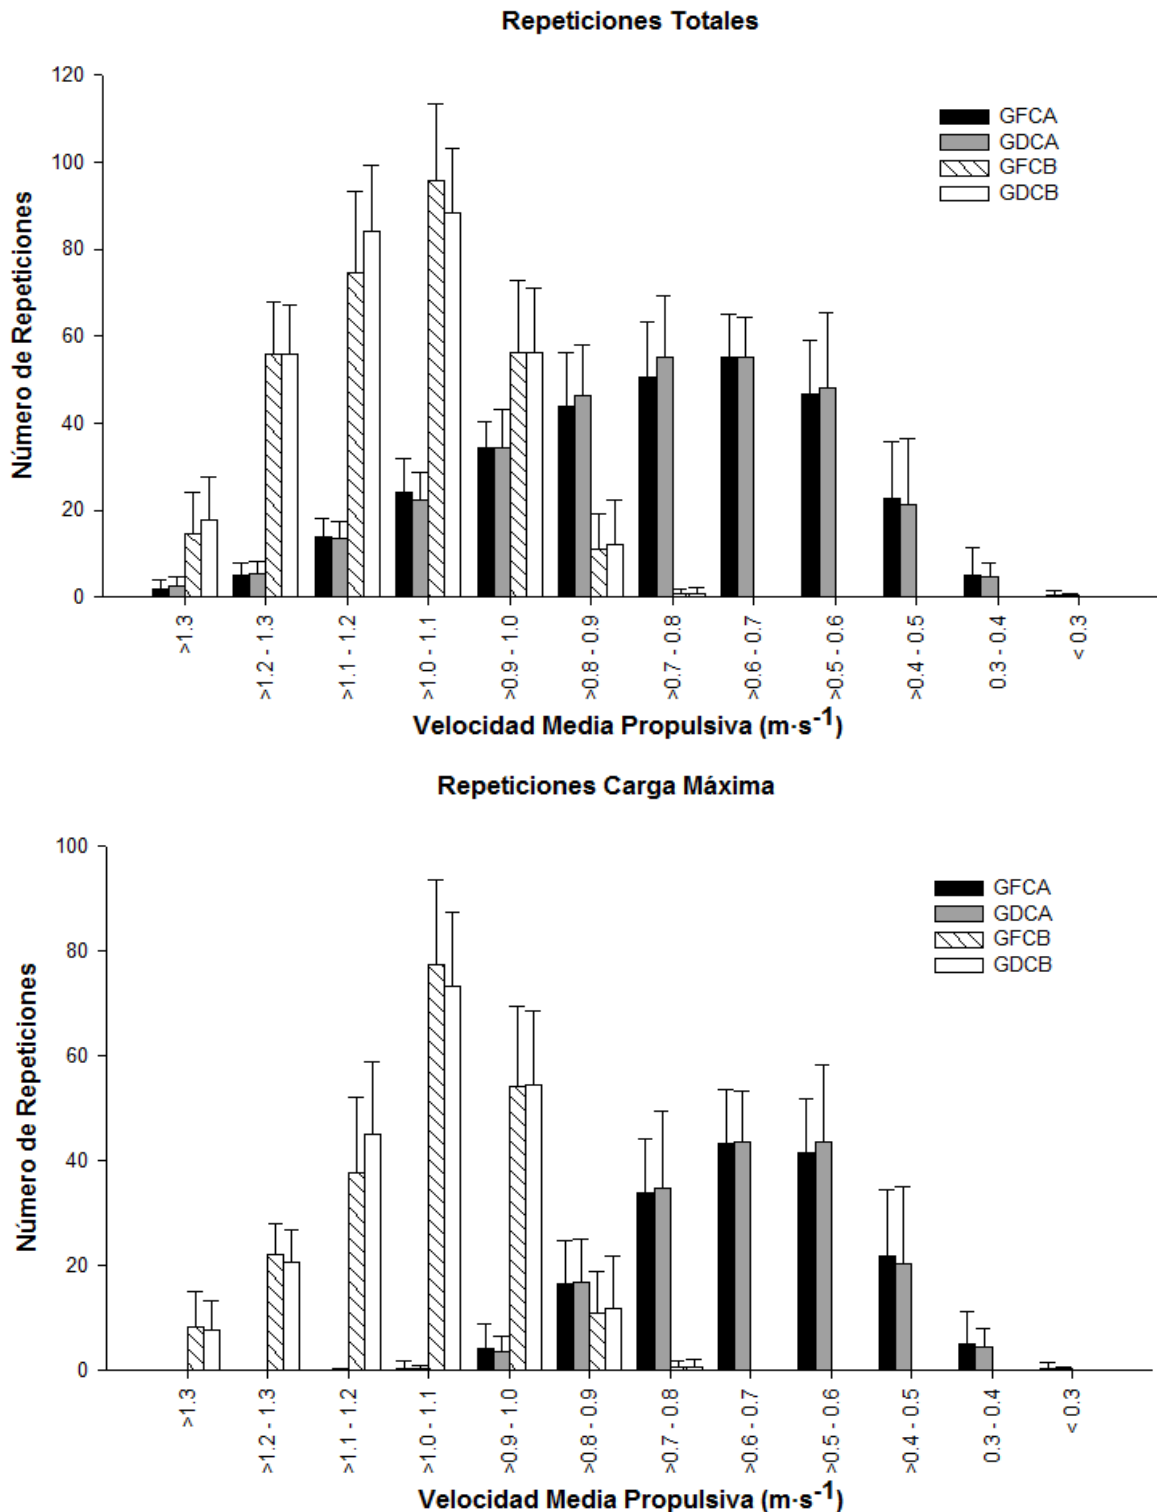 Repeticiones Totales
120
100
80
60
40
20
0
Número de Repeticiones
GFCA
GDCA
GFCB
GDCB
>1.3
>1.2 - 1.3
>1.1 - 1.2
>1.0 - 1.1
>0.9 - 1.0
>0.8 - 0.9
>0.7 - 0.8
>0.6 - 0.7
>0.5 - 0.6
>0.4 - 0.5
0.3 - 0.4
< 0.3
Velocidad Media Propulsiva (m·s-1)
Repeticiones Carga Máxima
100
80
60
40
20
0
Número de Repeticiones
GFCA
GDCA
GFCB
GDCB
>1.3
>1.2 - 1.3
>1.1 - 1.2
>1.0 - 1.1
>0.9 - 1.0
>0.8 - 0.9
>0.7 - 0.8
>0.6 - 0.7
>0.5 - 0.6
>0.4 - 0.5
0.3 - 0.4
< 0.3
Velocidad Media Propulsiva (m·s-1)